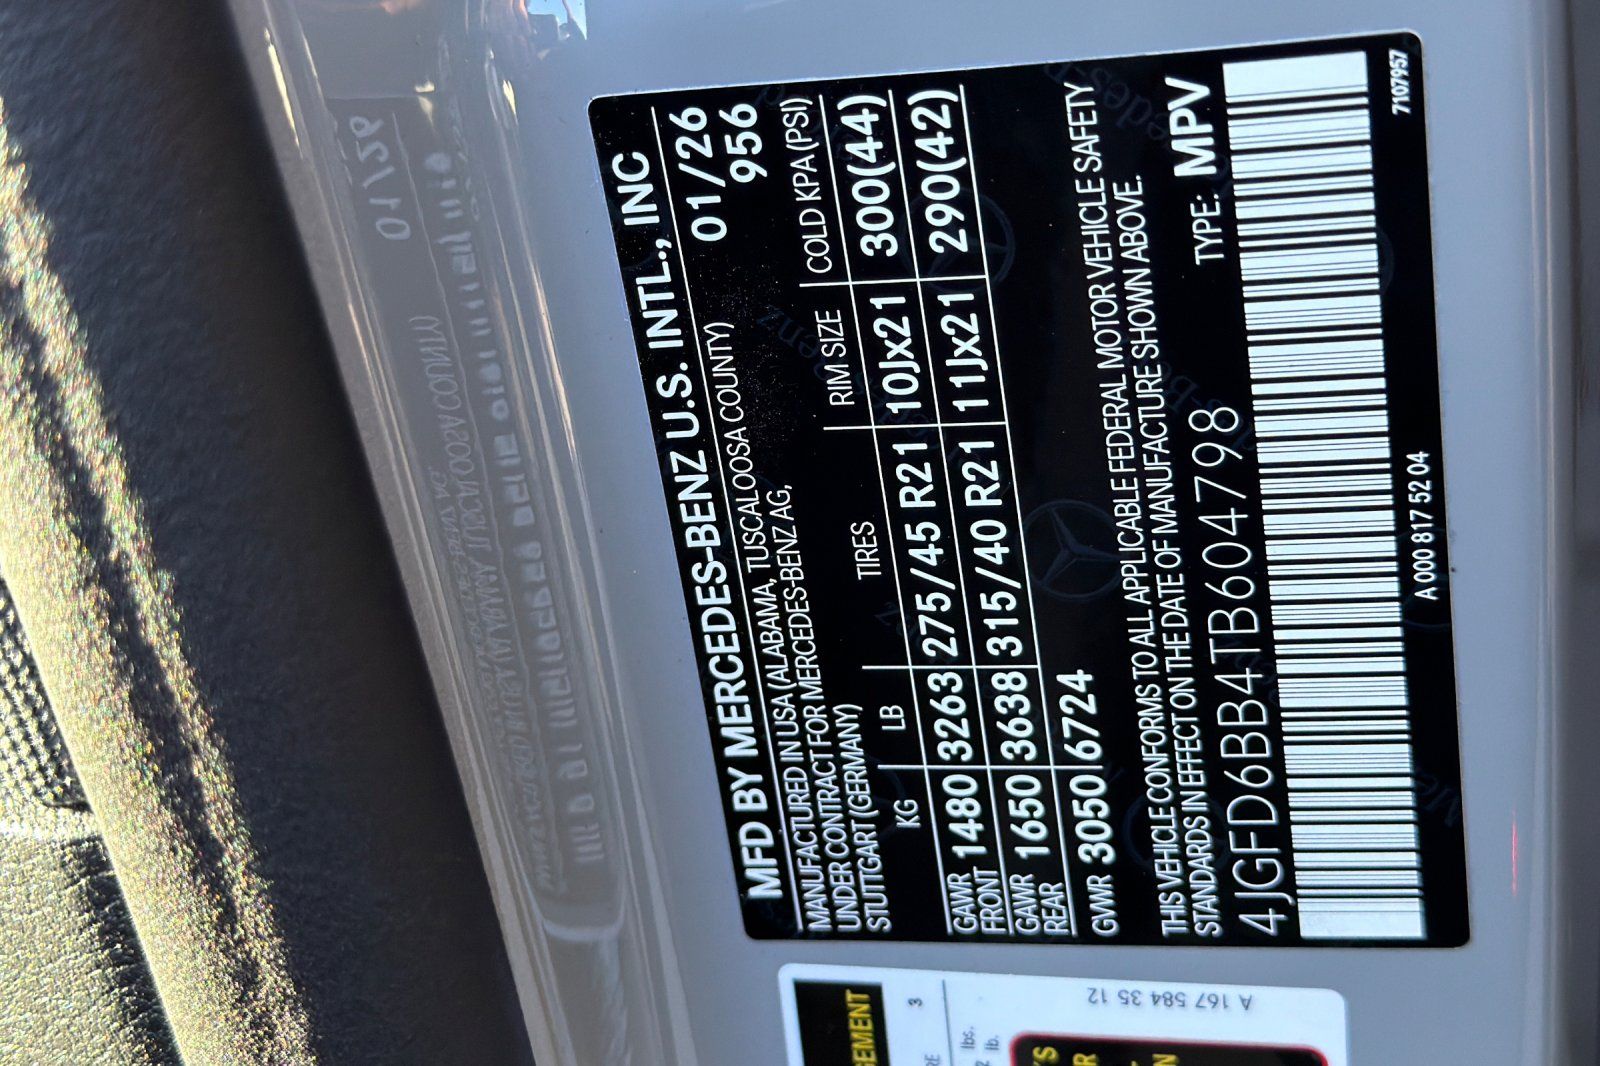 MFD BY MERCEDES-BENZ U.S. INTL., INC
MANUFACTURED IN USA (ALABAMA, TUSCALOOSA COUNTY) 01/26
UNDER CONTRACT FOR MERCEDES-BENZ AG, 956
STUTTGART (GERMANY)
KG LB TIRES RIM SIZE COLD KPA (PSI)
GAWR FRONT 1480 3263 275/45 R21 10Jx21 300(44)
GAWR REAR 1650 3638 315/40 R21 11Jx21 290(42)
GVWR 3050 6724
THIS VEHICLE CONFORMS TO ALL APPLICABLE FEDERAL MOTOR VEHICLE SAFETY
STANDARDS IN EFFECT ON THE DATE OF MANUFACTURE SHOWN ABOVE.
4JGFD6BB4TB604798 TYPE: MPV
A 000 817 52 04
7107957
A 167 584 35 12
3
lbs.
lb.